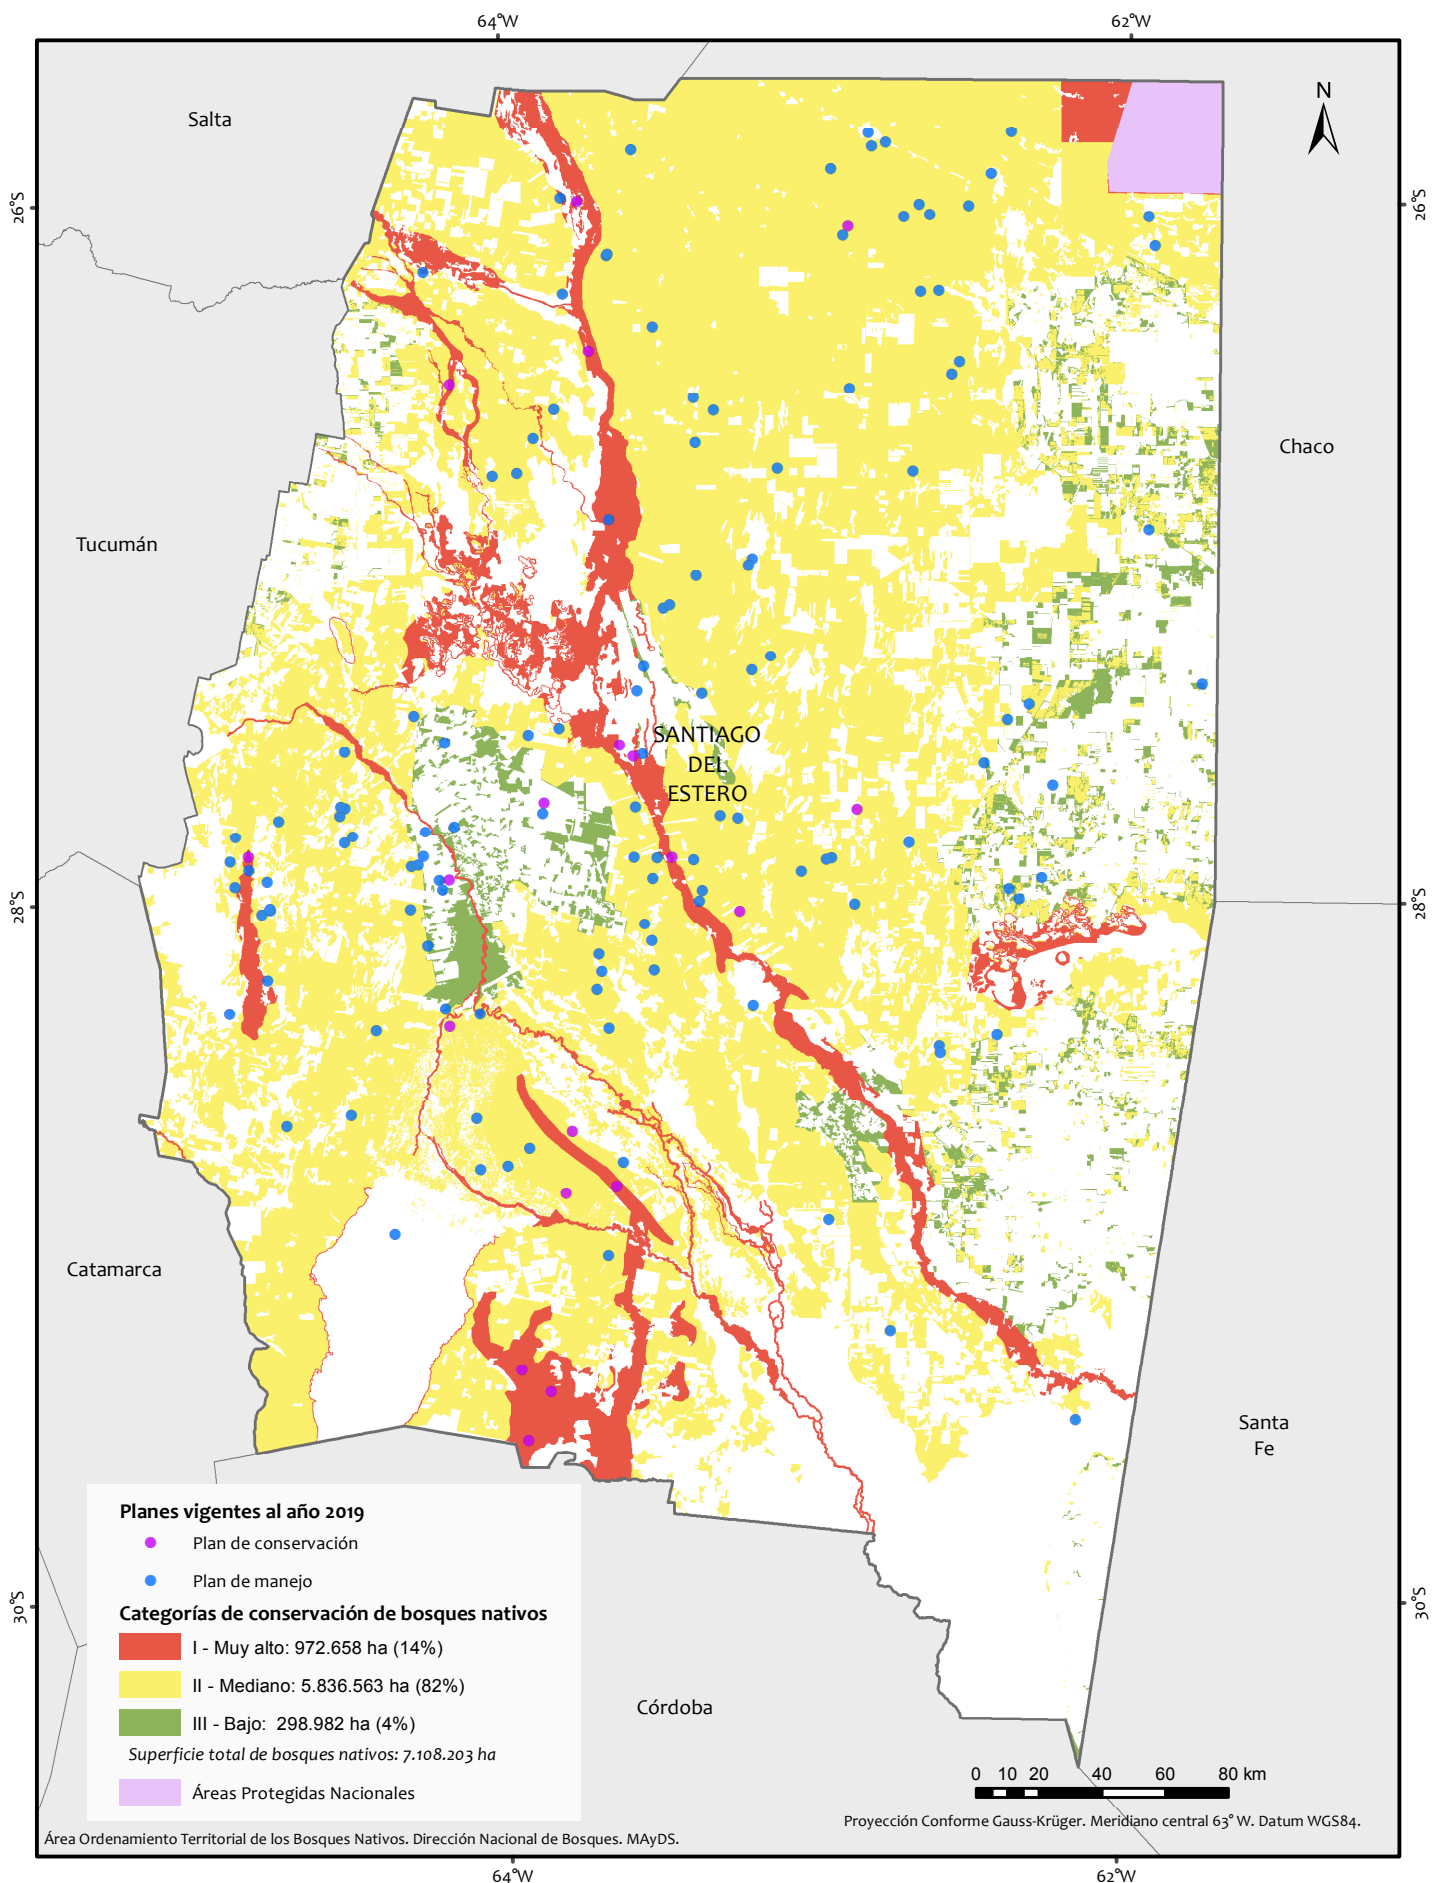 64°W
62°W
N
Salta
26°S
26°S
Chaco
Tucumán
SANTIAGO
DEL
ESTERO
28°S
28°S
Catamarca
Santa
Fe
Planes vigentes al año 2019
Plan de conservación
Plan de manejo
Categorías de conservación de bosques nativos
I - Muy alto: 972.658 ha (14%)
II - Mediano: 5.836.563 ha (82%)
III - Bajo: 298.982 ha (4%)
Superficie total de bosques nativos: 7.108.203 ha
Áreas Protegidas Nacionales
30°S
30°S
Córdoba
0 10 20 40 60 80 km
Proyección Conforme Gauss-Krüger. Meridiano central 63° W. Datum WGS84.
Área Ordenamiento Territorial de los Bosques Nativos. Dirección Nacional de Bosques. MAyDS.
64°W
62°W